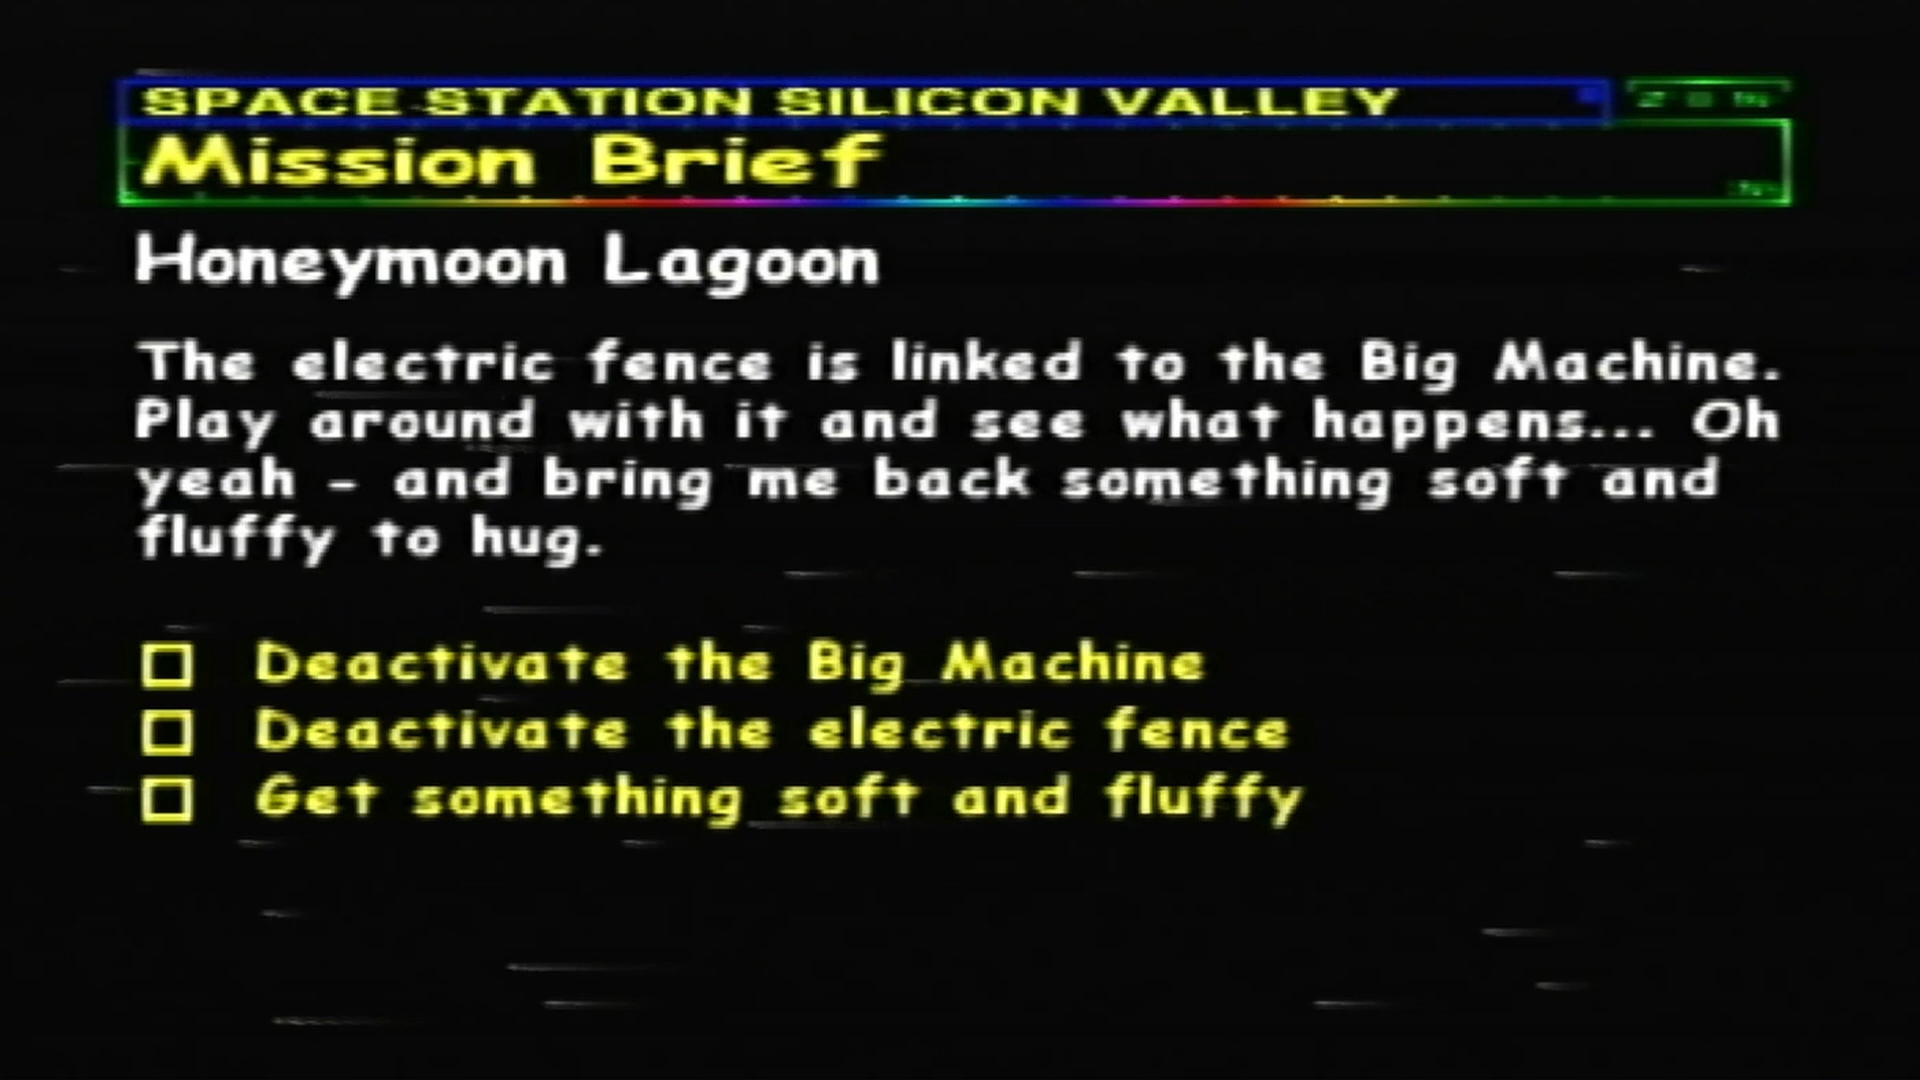 SPACE STATION SILICON VALLEY
Mission Brief
Honeymoon Lagoon
The electric fence is linked to the Big Machine.
Play around with it and see what happens... Oh
yeah - and bring me back something soft and
fluffy to hug.
Deactivate the Big Machine
Deactivate the electric fence
Get something soft and fluffy